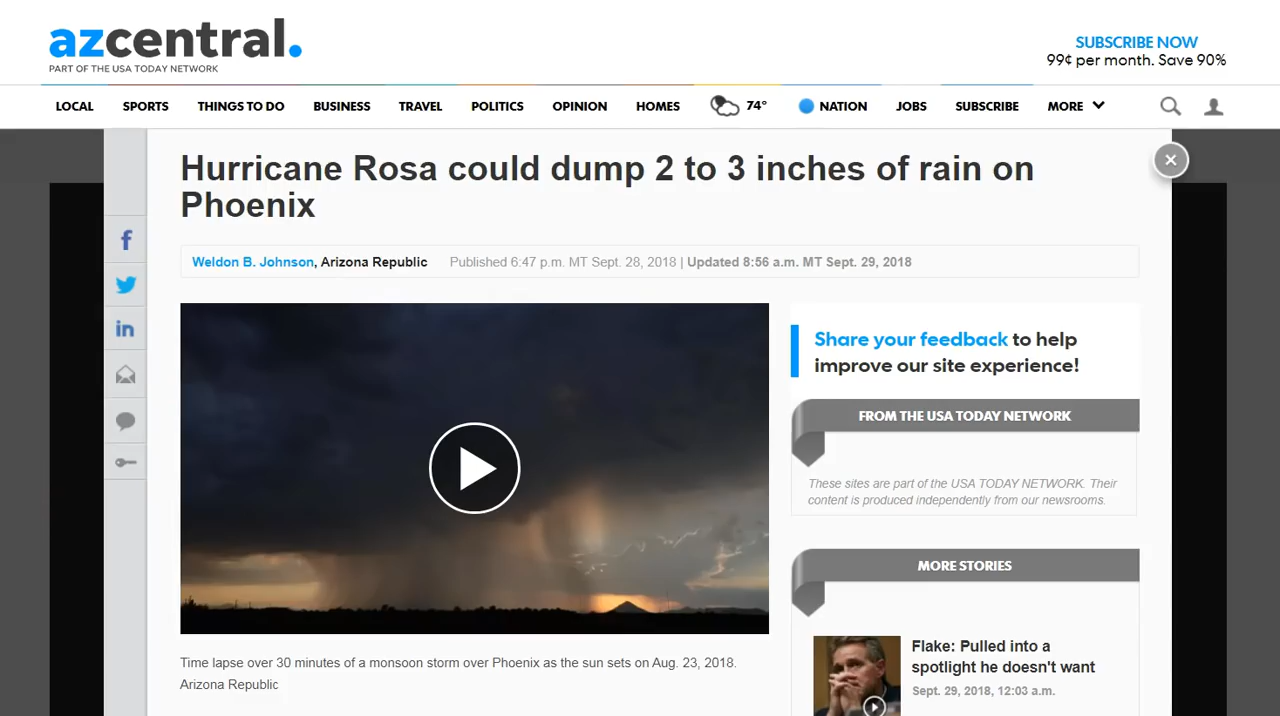 azcentral.
PART OF THE USA TODAY NETWORK
SUBSCRIBE NOW
99¢ per month. Save 90%
LOCAL SPORTS THINGS TO DO BUSINESS TRAVEL POLITICS OPINION HOMES 74° NATION JOBS SUBSCRIBE MORE
Hurricane Rosa could dump 2 to 3 inches of rain on
Phoenix
Weldon B. Johnson, Arizona Republic Published 6:47 p.m. MT Sept. 28, 2018 | Updated 8:56 a.m. MT Sept. 29, 2018
Time lapse over 30 minutes of a monsoon storm over Phoenix as the sun sets on Aug. 23, 2018.
Arizona Republic
Share your feedback to help
improve our site experience!
FROM THE USA TODAY NETWORK
These sites are part of the USA TODAY NETWORK. Their
content is produced independently from our newsrooms.
MORE STORIES
Flake: Pulled into a
spotlight he doesn't want
Sept. 29, 2018, 12:03 a.m.